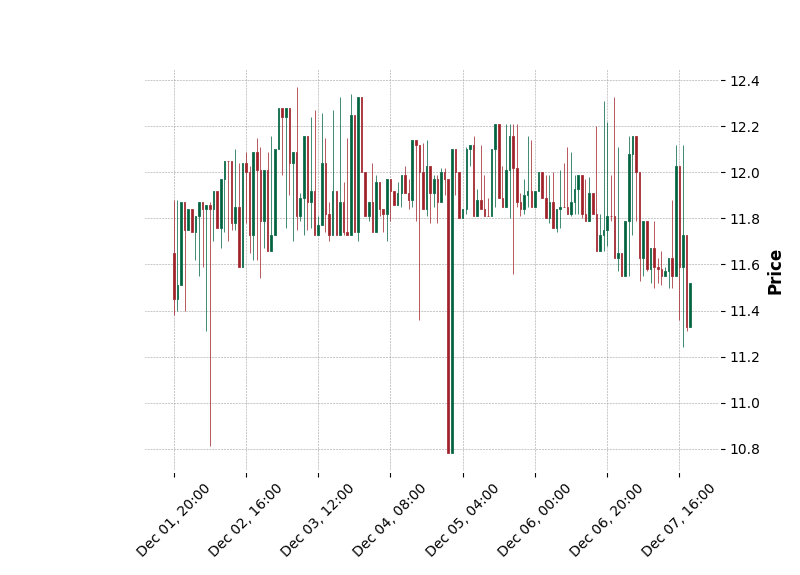 12.4
12.2
12.0
11.8
11.6
11.4
11.2
11.0
10.8
Price
Dec 01, 20:00
Dec 02, 16:00
Dec 03, 12:00
Dec 04, 08:00
Dec 05, 04:00
Dec 06, 00:00
Dec 06, 20:00
Dec 07, 16:00